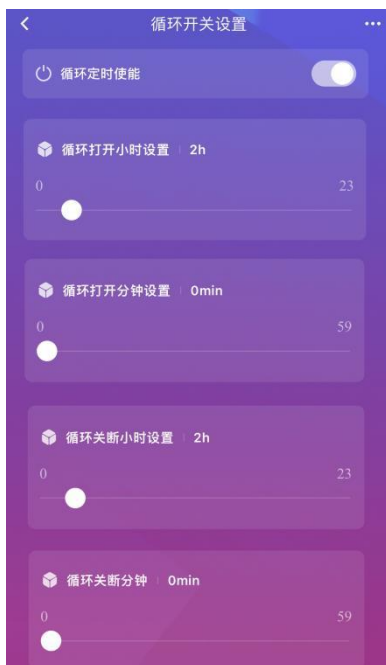 循环开关设置
循环定时使能
循环打开小时设置 2h
0 23
循环打开分钟设置 0min
0 59
循环关断小时设置 2h
0 23
循环关断分钟 0min
0 59